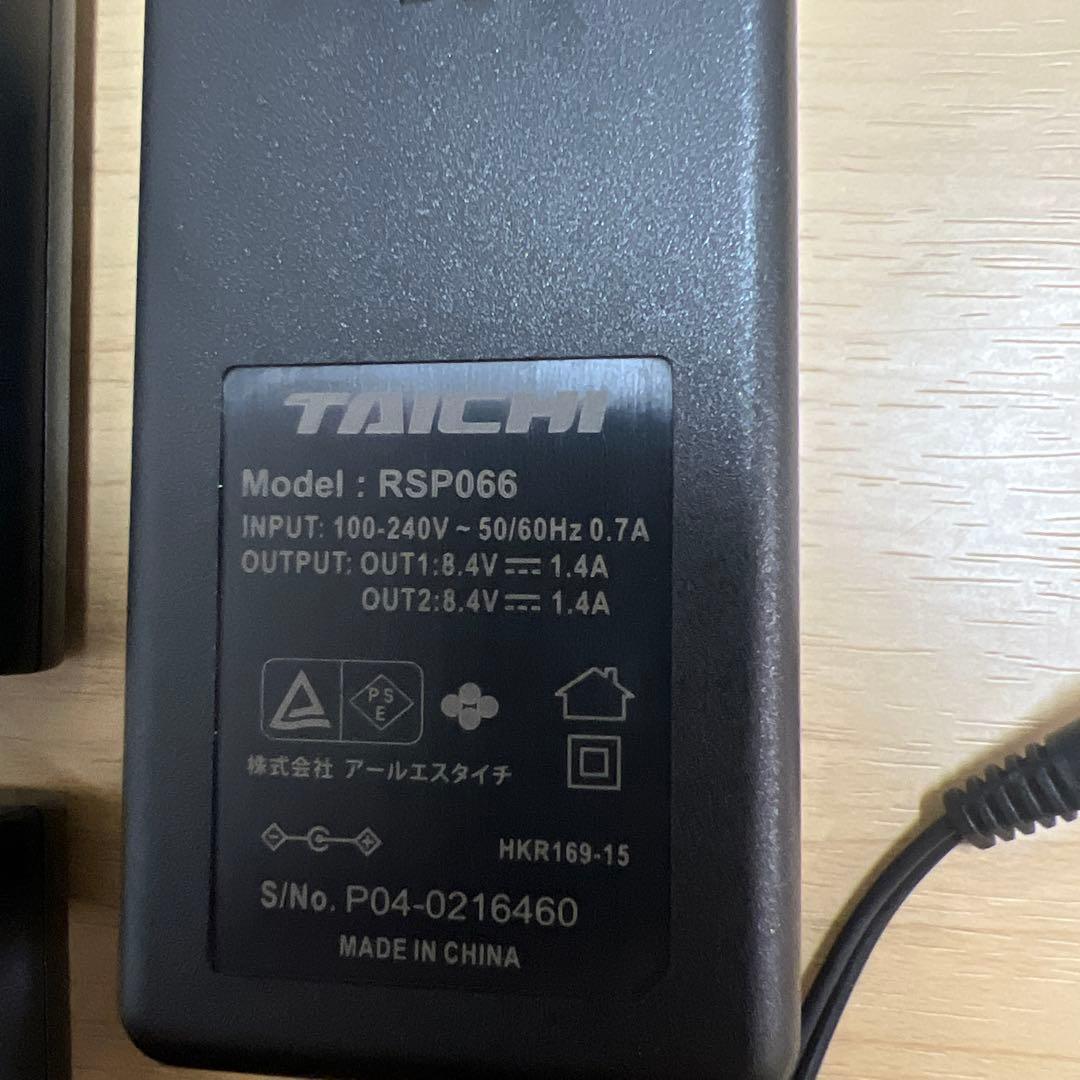 TAICHI
Model : RSP066
INPUT: 100-240V ~ 50/60Hz 0.7A
OUTPUT: OUT1:8.4V ⎓ 1.4A
OUT2:8.4V ⎓ 1.4A
PS
E
株式会社 アールエスタイチ
HKR169-15
S/No. P04-0216460
MADE IN CHINA